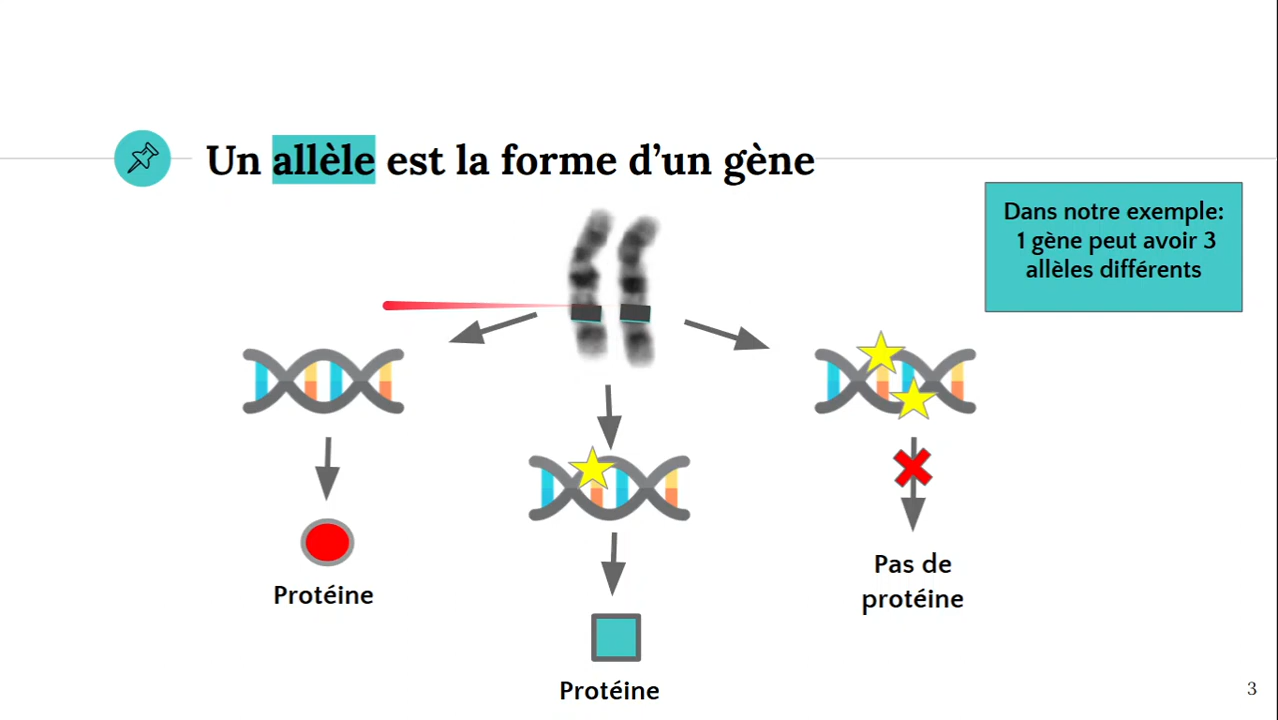 Un allèle est la forme d’un gène
Dans notre exemple:
1 gène peut avoir 3
allèles différents
Protéine
Protéine
Pas de
protéine
3